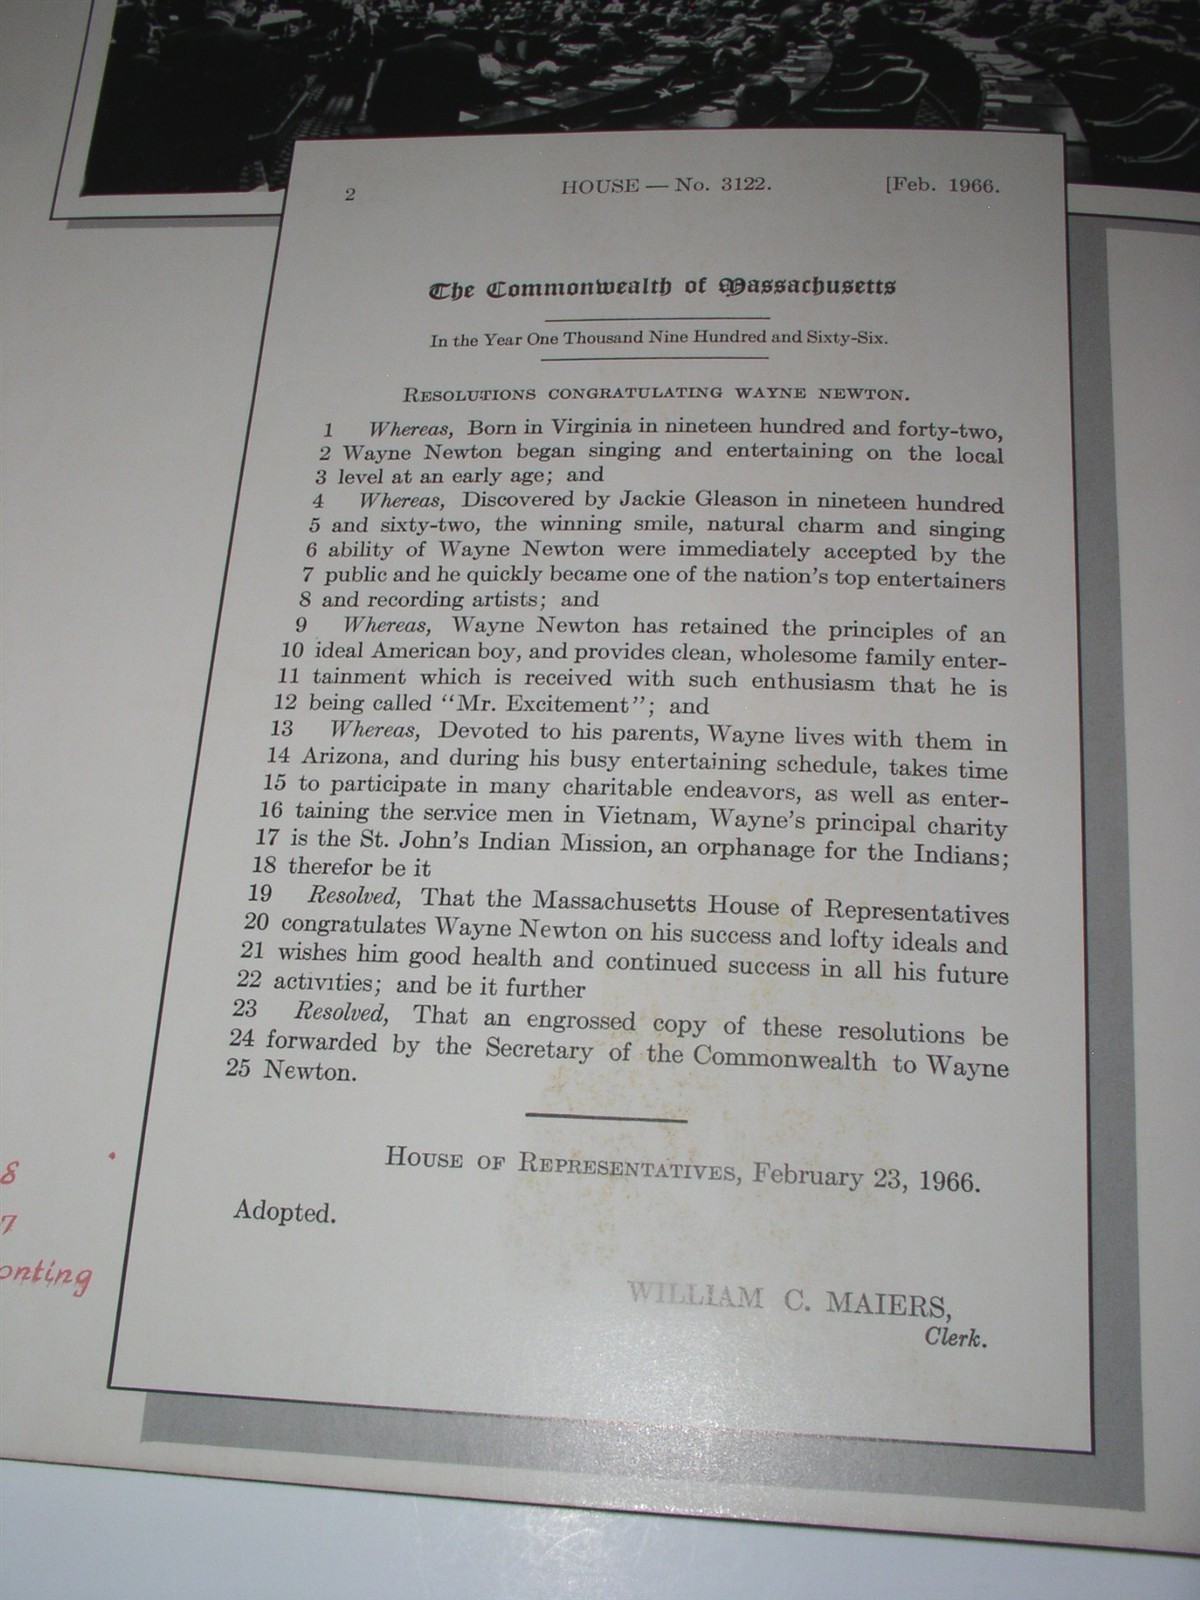 2 HOUSE — No. 3122. [Feb. 1966.
The Commonwealth of Massachusetts
In the Year One Thousand Nine Hundred and Sixty-Six.
RESOLUTIONS CONGRATULATING WAYNE NEWTON.
1 Whereas, Born in Virginia in nineteen hundred and forty-two,
2 Wayne Newton began singing and entertaining on the local
3 level at an early age; and
4 Whereas, Discovered by Jackie Gleason in nineteen hundred
5 and sixty-two, the winning smile, natural charm and singing
6 ability of Wayne Newton were immediately accepted by the
7 public and he quickly became one of the nation's top entertainers
8 and recording artists; and
9 Whereas, Wayne Newton has retained the principles of an
10 ideal American boy, and provides clean, wholesome family enter-
11 tainment which is received with such enthusiasm that he is
12 being called "Mr. Excitement"; and
13 Whereas, Devoted to his parents, Wayne lives with them in
14 Arizona, and during his busy entertaining schedule, takes time
15 to participate in many charitable endeavors, as well as enter-
16 taining the service men in Vietnam, Wayne's principal charity
17 is the St. John's Indian Mission, an orphanage for the Indians;
18 therefor be it
19 Resolved, That the Massachusetts House of Representatives
20 congratulates Wayne Newton on his success and lofty ideals and
21 wishes him good health and continued success in all his future
22 activities; and be it further
23 Resolved, That an engrossed copy of these resolutions be
24 forwarded by the Secretary of the Commonwealth to Wayne
25 Newton.
HOUSE OF REPRESENTATIVES, February 23, 1966.
Adopted.
WILLIAM C. MAIERS,
Clerk.
8
7
onting